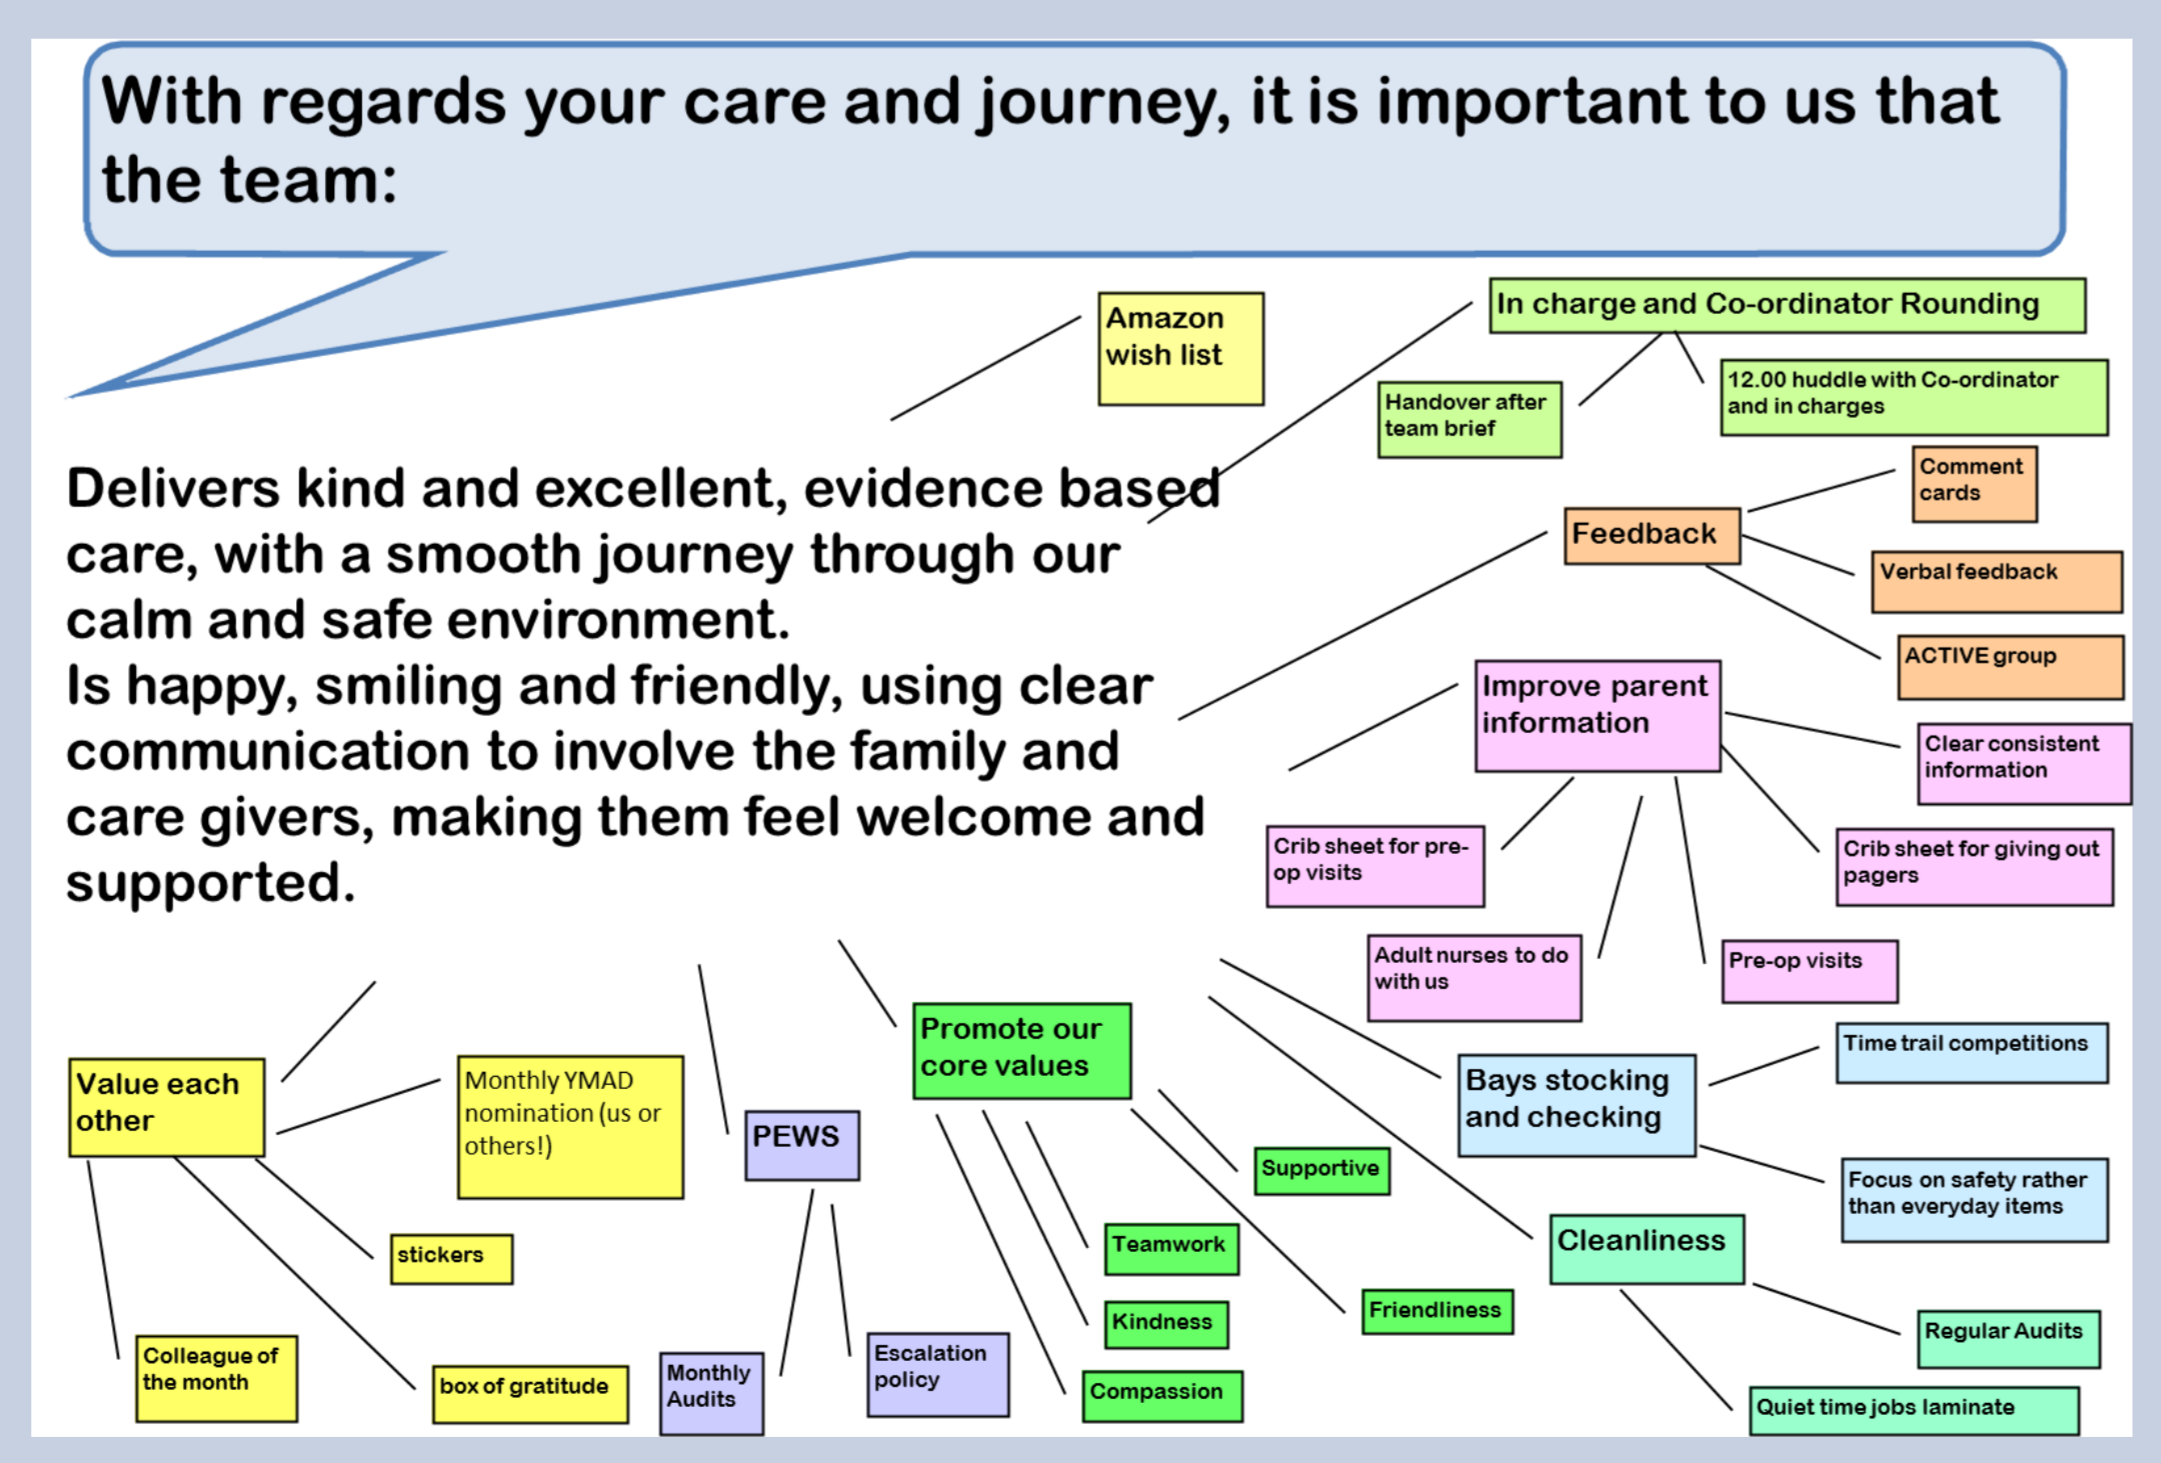 With regards your care and journey, it is important to us that
the team:
Amazon
wish list
In charge and Co-ordinator Rounding
Handover after
team brief
12.00 huddle with Co-ordinator
and in charges
Delivers kind and excellent, evidence based
care, with a smooth journey through our
calm and safe environment.
Is happy, smiling and friendly, using clear
communication to involve the family and
care givers, making them feel welcome and
supported.
Feedback
Comment
cards
Verbal feedback
ACTIVE group
Improve parent
information
Clear consistent
information
Crib sheet for pre-
op visits
Crib sheet for giving out
pagers
Adult nurses to do
with us
Pre-op visits
Value each
other
Monthly YMAD
nomination (us or
others!)
stickers
Colleague of
the month
box of gratitude
PEWS
Monthly
Audits
Escalation
policy
Promote our
core values
Supportive
Teamwork
Kindness
Friendliness
Compassion
Bays stocking
and checking
Time trail competitions
Focus on safety rather
than everyday items
Cleanliness
Regular Audits
Quiet time jobs laminate